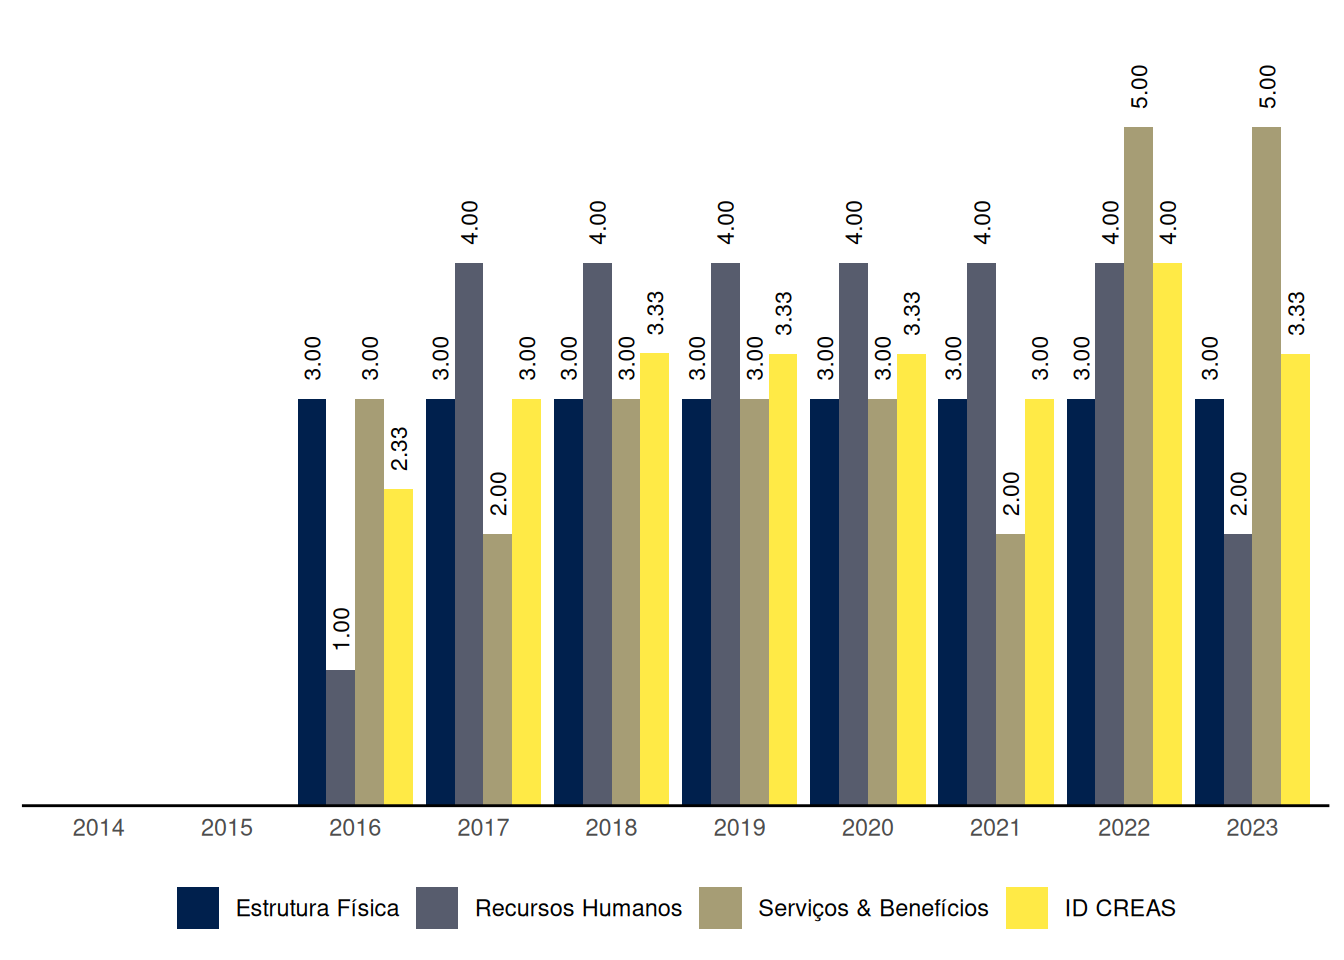 5.00 5.00
4.00 4.00 4.00 4.00 4.00 4.00 4.00
3.33 3.33 3.33 3.33
3.00 3.00 3.00 3.00 3.00 3.00 3.00 3.00 3.00 3.00 3.00 3.00 3.00 3.00
2.33
2.00 2.00 2.00
1.00
2014 2015 2016 2017 2018 2019 2020 2021 2022 2023
Estrutura Física Recursos Humanos Serviços & Benefícios ID CREAS